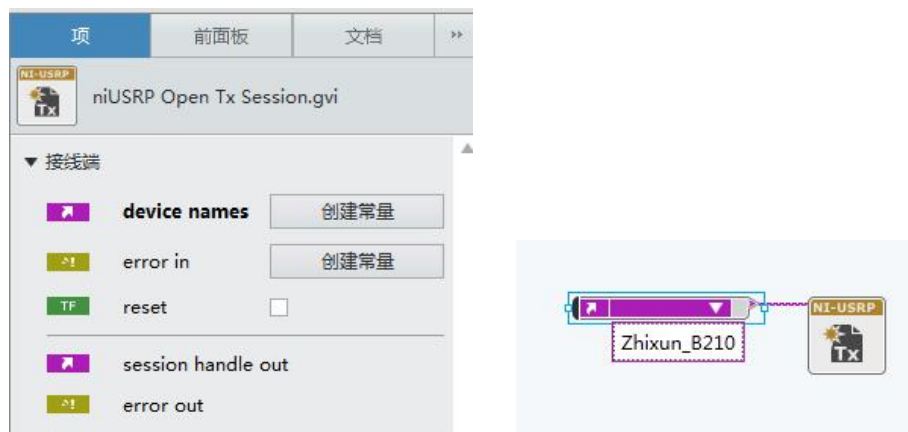 项
前面板
文档
NI-USRP
Tx
niUSRP Open Tx Session.gvi
接线端
device names
创建常量
error in
创建常量
TF
reset
session handle out
error out
NI-USRP
Tx
Zhixun_B210